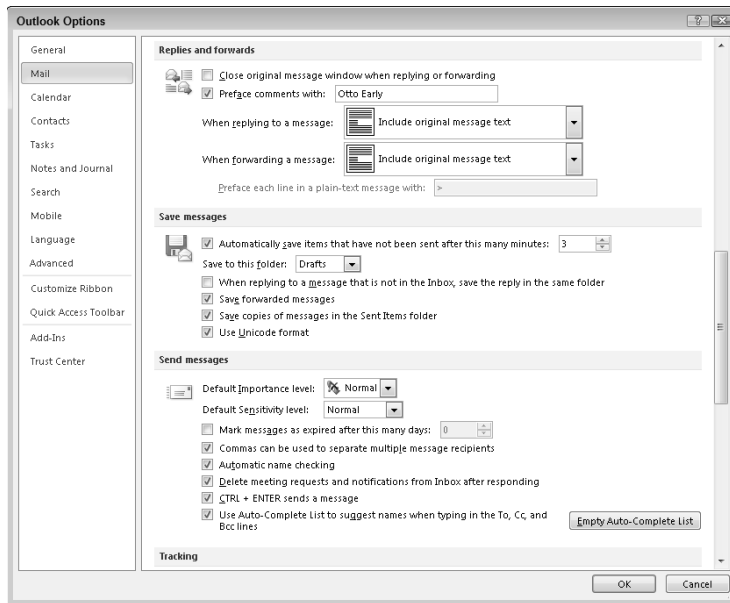 Outlook Options
General
Mail
Calendar
Contacts
Tasks
Notes and Journal
Search
Mobile
Language
Advanced
Customize Ribbon
Quick Access Toolbar
Add-Ins
Trust Center
Replies and forwards
Close original message window when replying or forwarding
Preface comments with: Otto Early
When replying to a message: Include original message text
When forwarding a message: Include original message text
Preface each line in a plain-text message with: >
Save messages
Automatically save items that have not been sent after this many minutes: 3
Save to this folder: Drafts
When replying to a message that is not in the Inbox, save the reply in the same folder
Save forwarded messages
Save copies of messages in the Sent Items folder
Use Unicode format
Send messages
Default Importance level: Normal
Default Sensitivity level: Normal
Mark messages as expired after this many days: 0
Commas can be used to separate multiple message recipients
Automatic name checking
Delete meeting requests and notifications from Inbox after responding
CTRL + ENTER sends a message
Use Auto-Complete List to suggest names when typing in the To, Cc, and
Bcc lines
Empty Auto-Complete List
Tracking
OK Cancel